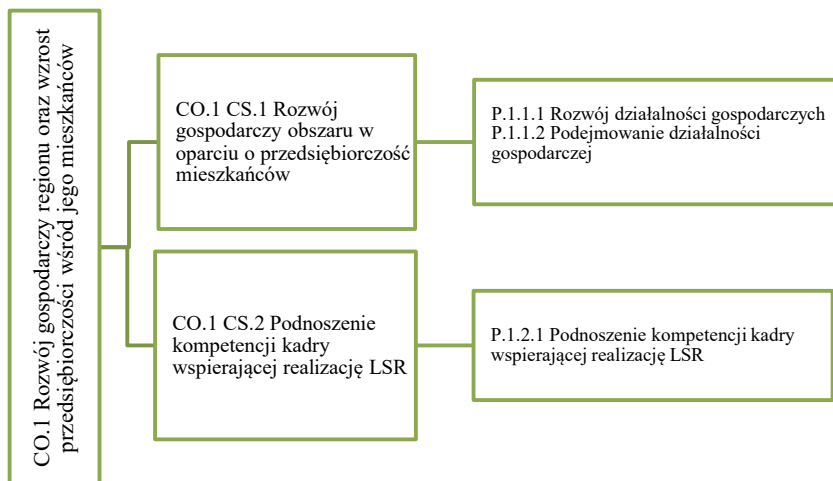 CO.1 Rozwój gospodarczy regionu oraz wzrost
przedsiębiorczości wśród jego mieszkańców
CO.1 CS.1 Rozwój
gospodarczy obszaru w
oparciu o przedsiębiorczość
mieszkańców
P.1.1.1 Rozwój działalności gospodarczych
P.1.1.2 Podejmowanie działalności
gospodarczej
CO.1 CS.2 Podnoszenie
kompetencji kadry
wspierającej realizację LSR
P.1.2.1 Podnoszenie kompetencji kadry
wspierającej realizację LSR